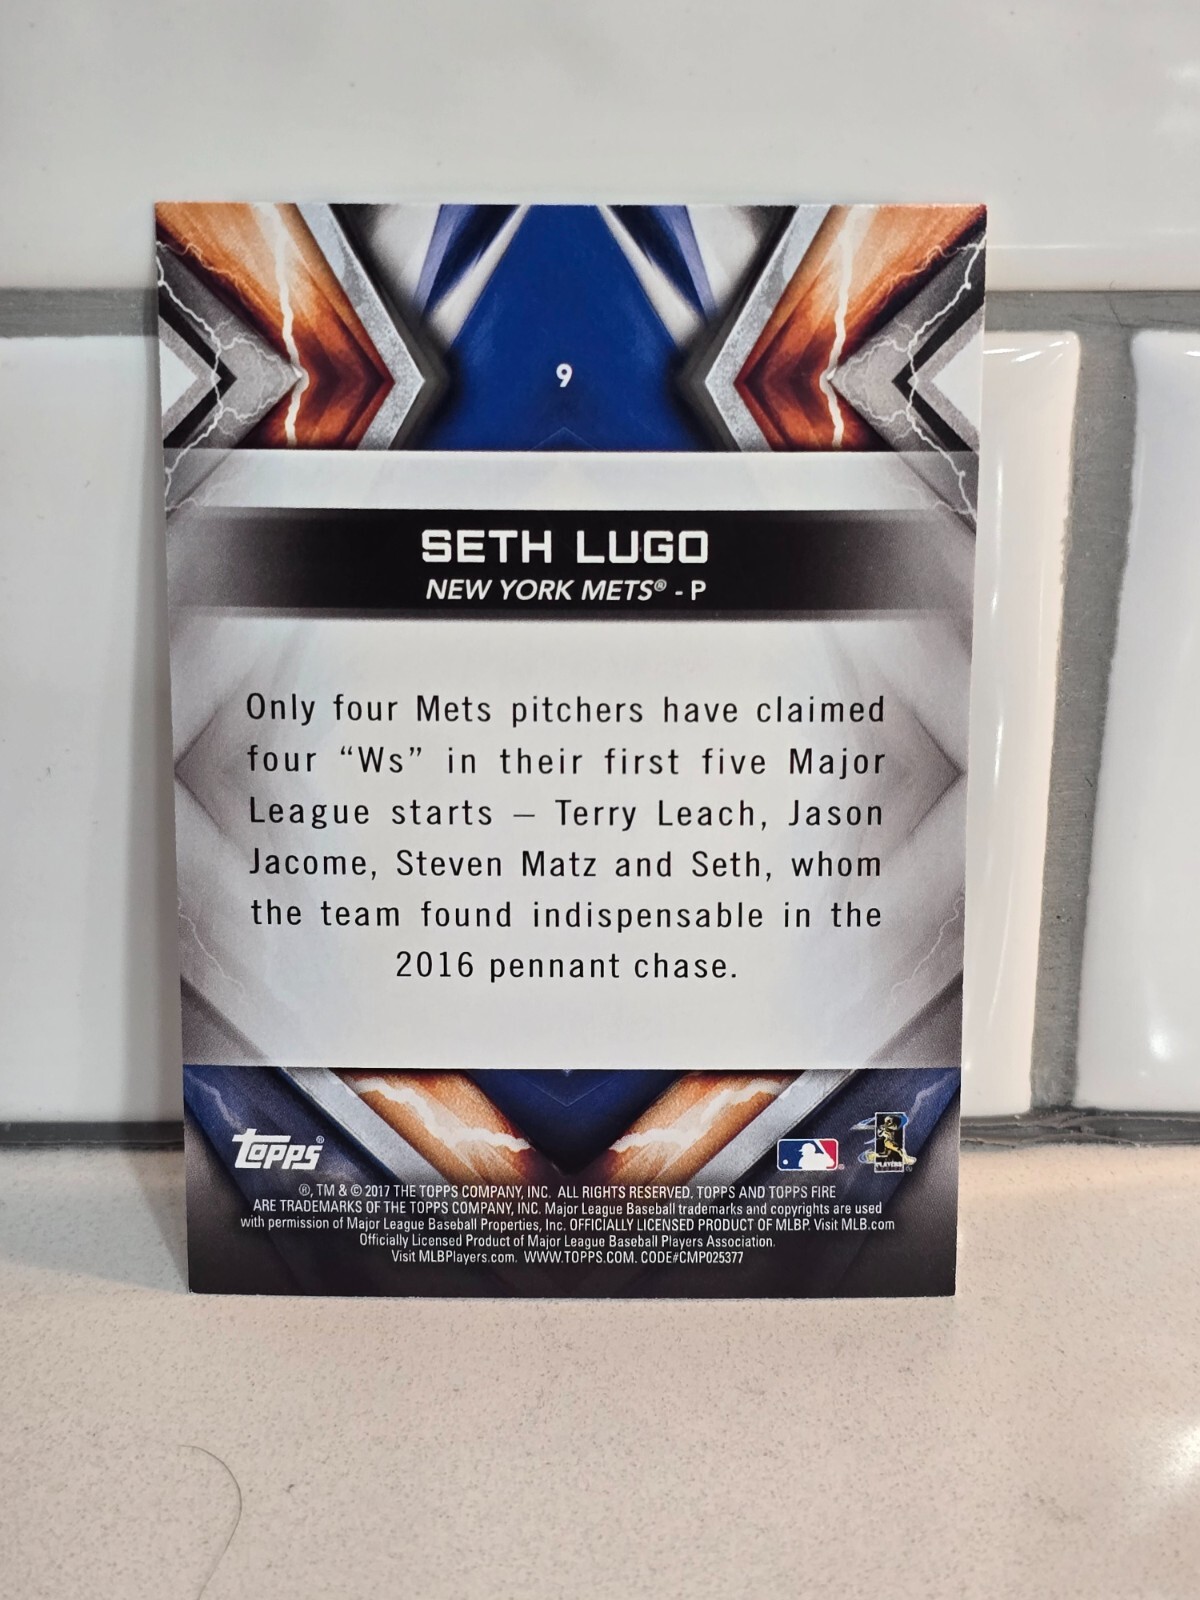 9
SETH LUGO
NEW YORK METS® - P
Only four Mets pitchers have claimed
four “Ws” in their first five Major
League starts – Terry Leach, Jason
Jacome, Steven Matz and Seth, whom
the team found indispensable in the
2016 pennant chase.
topps®
PLAYERS
®, TM & © 2017 THE TOPPS COMPANY, INC. ALL RIGHTS RESERVED. TOPPS AND TOPPS FIRE
ARE TRADEMARKS OF THE TOPPS COMPANY, INC. Major League Baseball trademarks and copyrights are used
with permission of Major League Baseball Properties, Inc. OFFICIALLY LICENSED PRODUCT OF MLBP. Visit MLB.com
Officially Licensed Product of Major League Baseball Players Association.
Visit MLBPlayers.com. WWW.TOPPS.COM. CODE#CMP025377